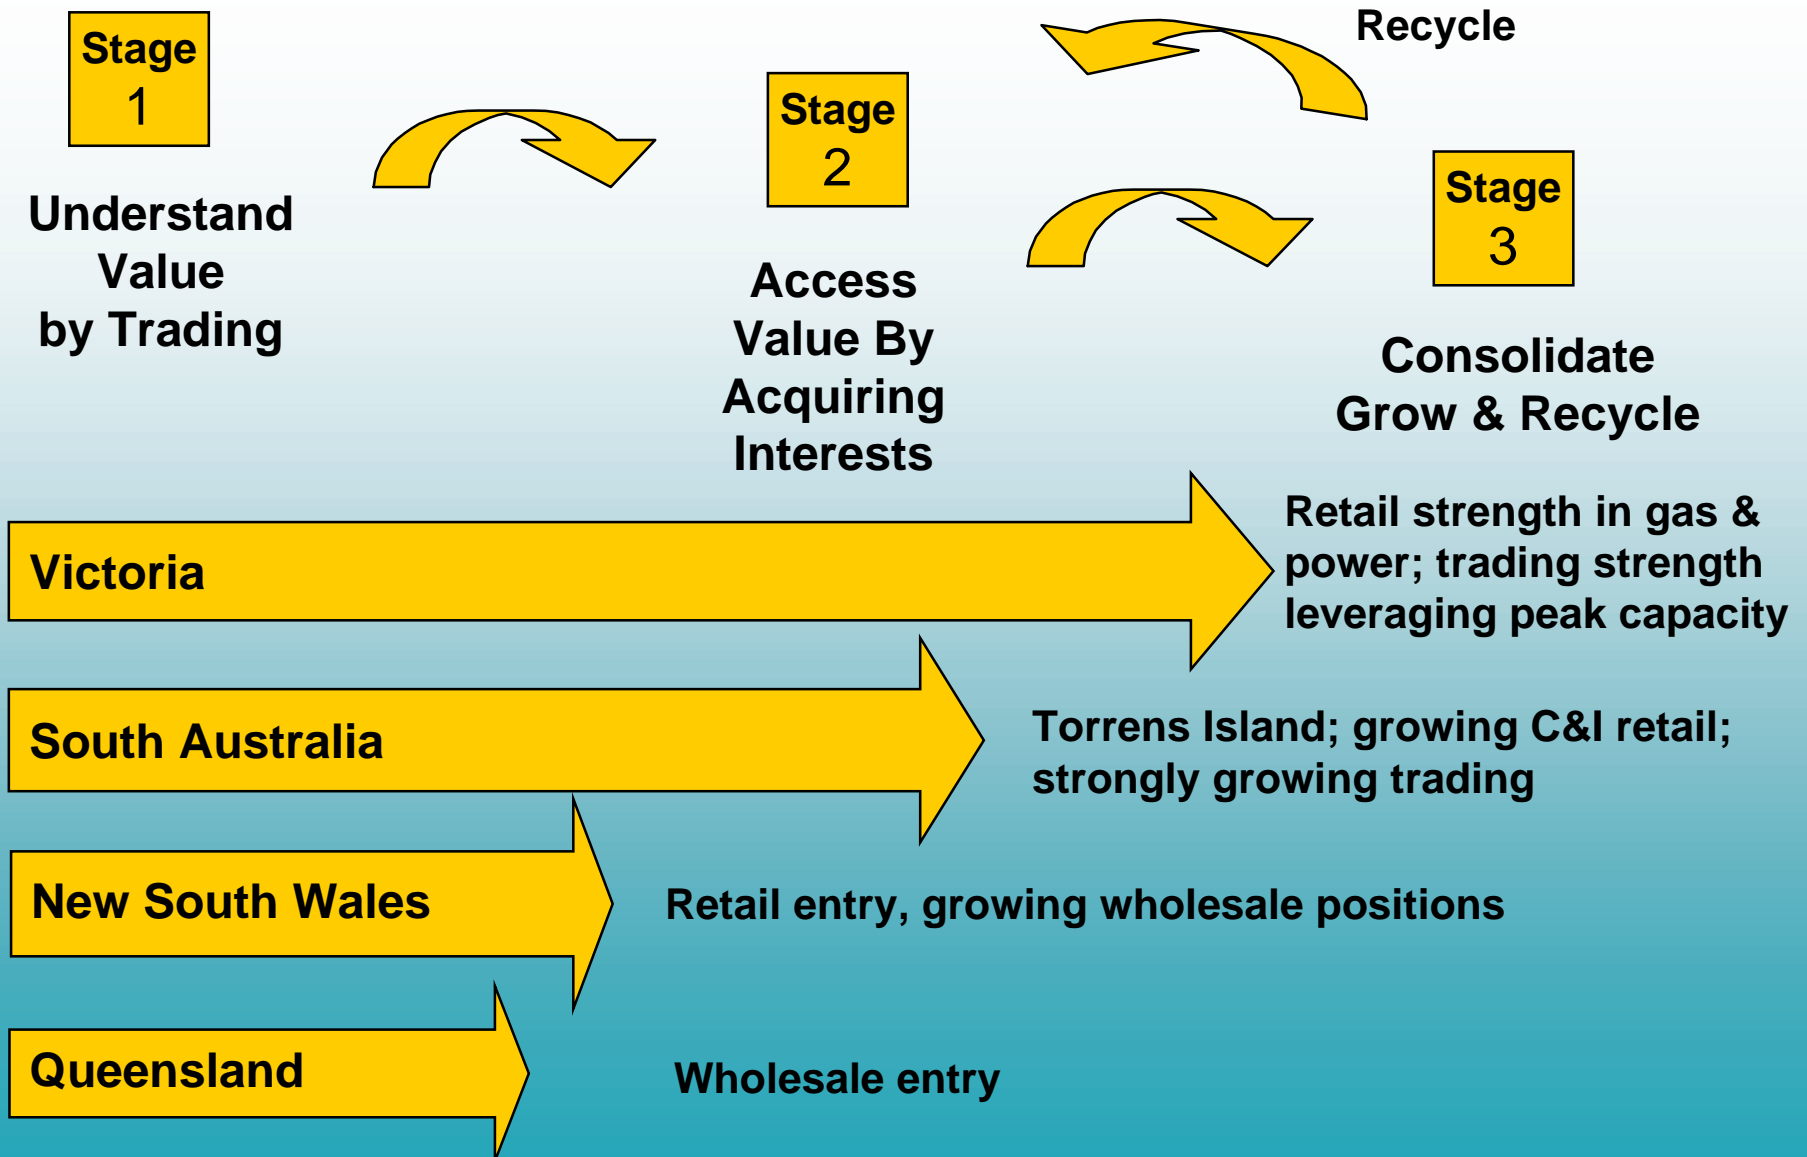 Stage
1
Understand
Value
by Trading
Stage
2
Access
Value By
Acquiring
Interests
Recycle
Stage
3
Consolidate
Grow & Recycle
Victoria
Retail strength in gas &
power; trading strength
leveraging peak capacity
South Australia
Torrens Island; growing C&I retail;
strongly growing trading
New South Wales
Retail entry, growing wholesale positions
Queensland
Wholesale entry